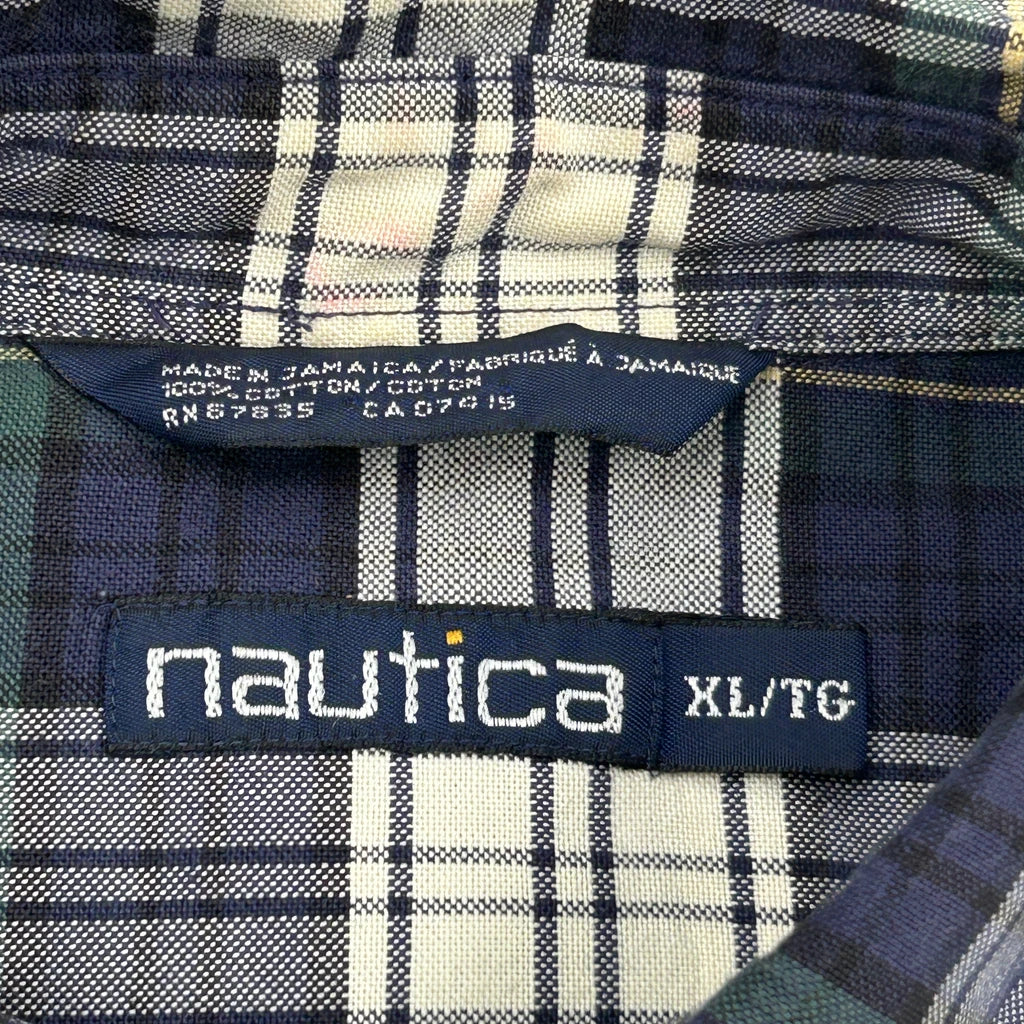 MADE IN JAMAICA/FABRIQUÉ À JAMAIQUE
100% COTTON/COTON
RN 67835 CA 07415
nautica XL/TG